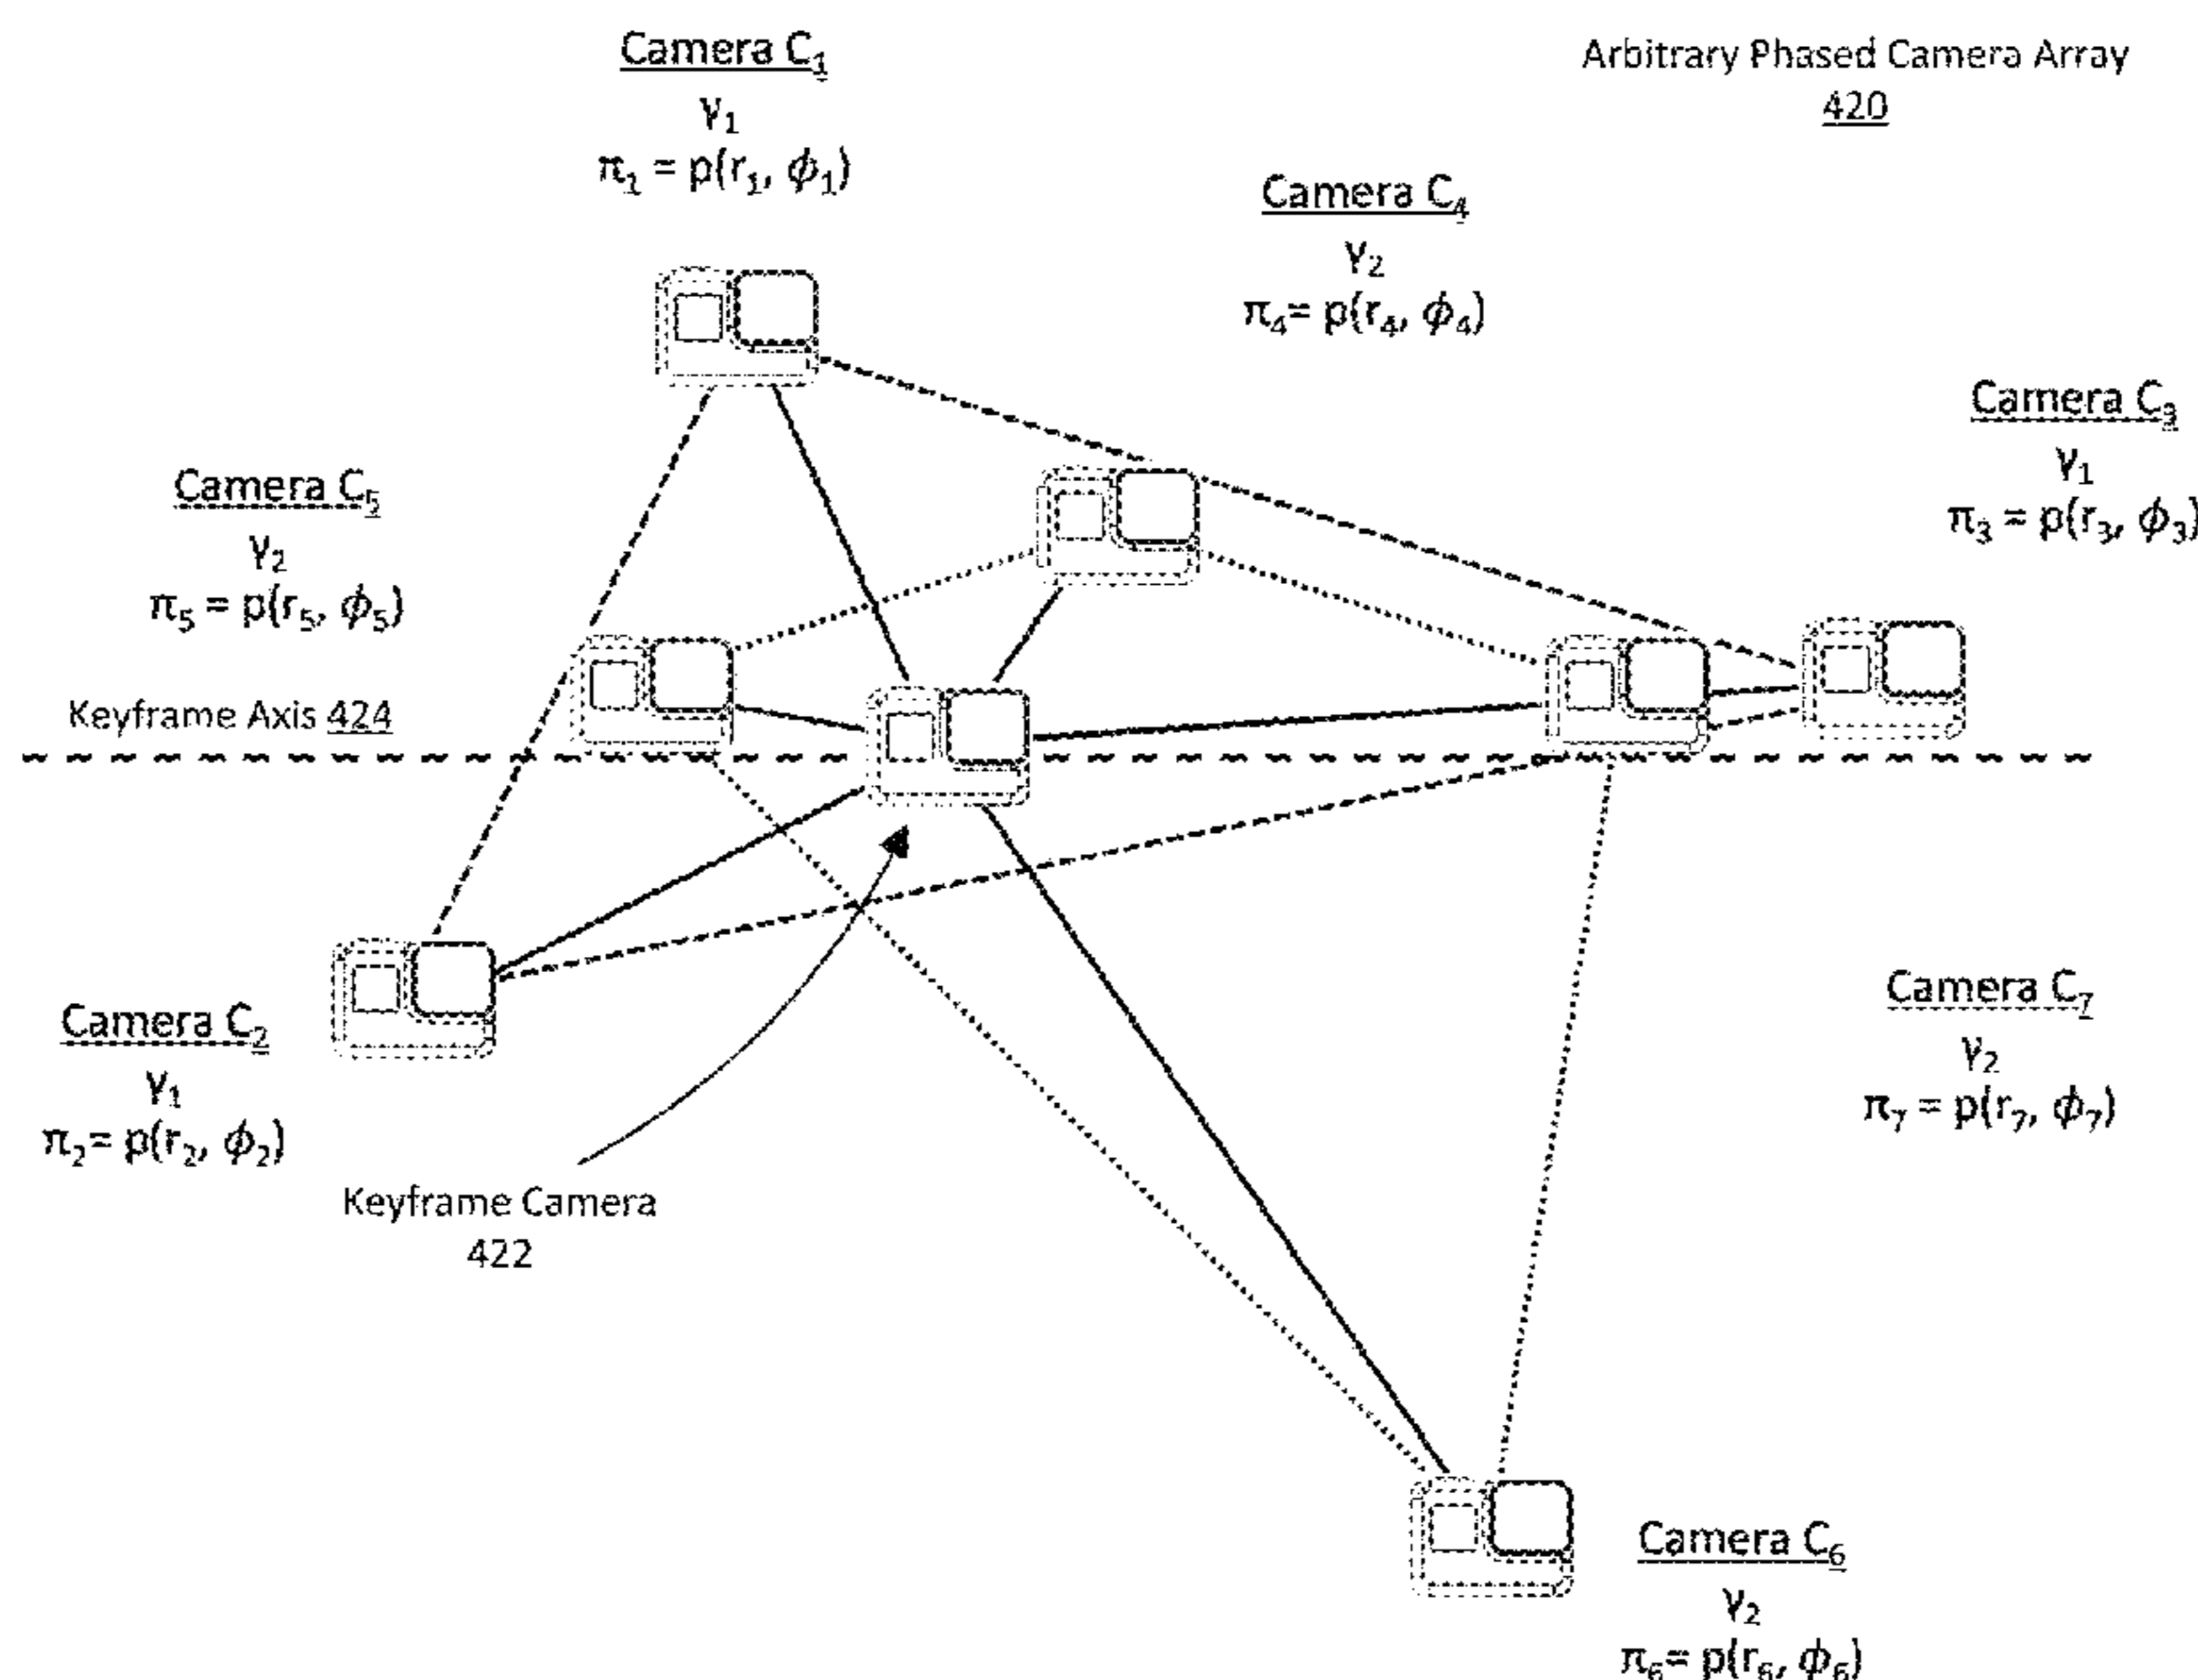 Camera C₁
γ₁
π₁ = p(r₁, ϕ₁)
Arbitrary Phased Camera Array
420
Camera C₄
γ₂
π₄= p(r₄, ϕ₄)
Camera C₃
γ₁
π₃ = p(r₃, ϕ₃)
Camera C₅
γ₂
π₅ = p(r₅, ϕ₅)
Keyframe Axis 424
Camera C₂
γ₁
π₂= p(r₂, ϕ₂)
Camera C₇
γ₂
π₇ = p(r₇, ϕ₇)
Keyframe Camera
422
Camera C₆
γ₂
π₆= p(r₆, ϕ₆)